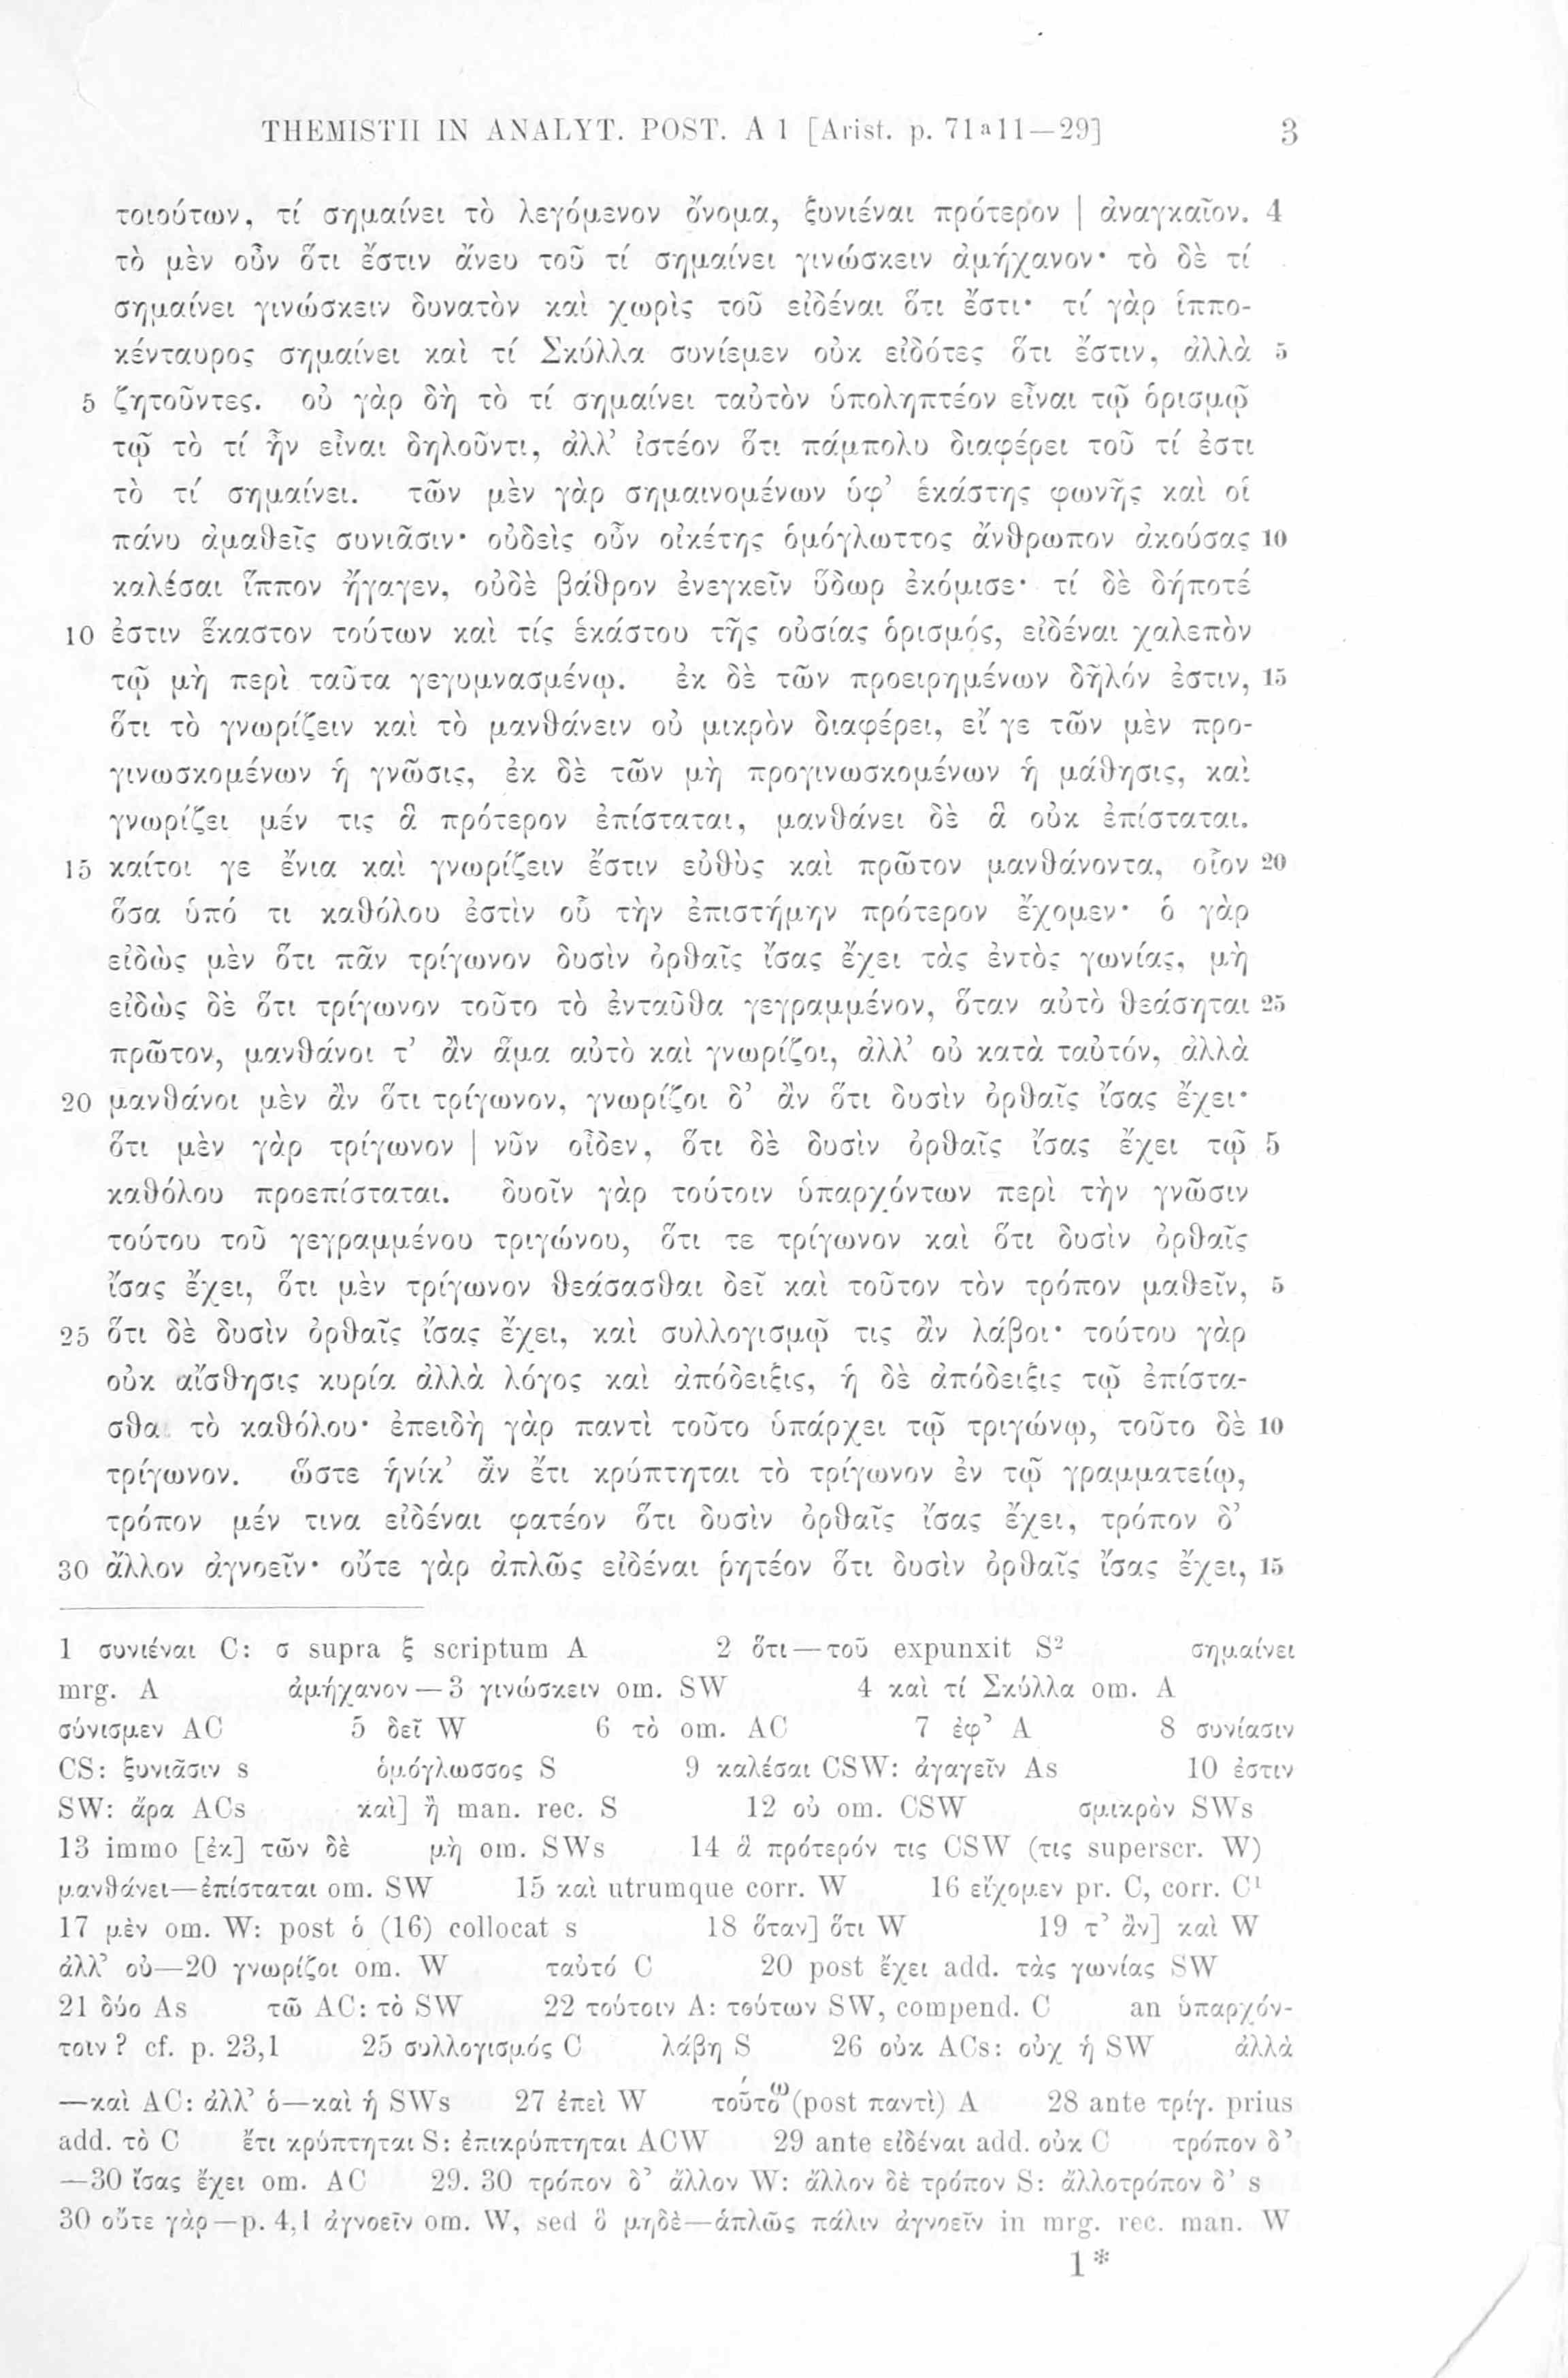 THEMISTII IN ANALYT. POST. A 1 [Arist. p. 71ᵃ11—29] 3
τοιούτων, τί σημαίνει τὸ λεγόμενον ὄνομα, ξυνιέναι πρότερον | ἀναγκαῖον. 4
τὸ μὲν οὖν ὅτι ἔστιν ἄνευ τοῦ τί σημαίνει γινώσκειν ἀμήχανον· τὸ δὲ τί
σημαίνει γινώσκειν δυνατὸν καὶ χωρὶς τοῦ εἰδέναι ὅτι ἔστι· τί γὰρ ἱππο-
κένταυρος σημαίνει καὶ τί Σκύλλα συνίεμεν οὐκ εἰδότες ὅτι ἔστιν, ἀλλὰ 5
5 ζητοῦντες. οὐ γὰρ δὴ τὸ τί σημαίνει ταὐτὸν ὑποληπτέον εἶναι τῷ ὁρισμῷ
τῷ τὸ τί ἦν εἶναι δηλοῦντι, ἀλλ’ ἰστέον ὅτι πάμπολυ διαφέρει τοῦ τί ἐστι
τὸ τί σημαίνει. τῶν μὲν γὰρ σημαινομένων ὑφ’ ἑκάστης φωνῆς καὶ οἱ
πάνυ ἀμαθεῖς συνιᾶσιν· οὐδεὶς οὖν οἰκέτης ὁμόγλωττος ἄνθρωπον ἀκούσας 10
καλέσαι ἵππον ἤγαγεν, οὐδὲ βάθρον ἐνεγκεῖν ὕδωρ ἐκόμισε· τί δὲ δήποτέ
10 ἐστιν ἕκαστον τούτων καὶ τίς ἑκάστου τῆς οὐσίας ὁρισμός, εἰδέναι χαλεπὸν
τῷ μὴ περὶ ταῦτα γεγυμνασμένῳ. ἐκ δὲ τῶν προειρημένων δῆλόν ἐστιν, 15
ὅτι τὸ γνωρίζειν καὶ τὸ μανθάνειν οὐ μικρὸν διαφέρει, εἴ γε τῶν μὲν προ-
γινωσκομένων ἡ γνῶσις, ἐκ δὲ τῶν μὴ προγινωσκομένων ἡ μάθησις, καὶ
γνωρίζει μέν τις ἃ πρότερον ἐπίσταται, μανθάνει δὲ ἃ οὐκ ἐπίσταται.
15 καίτοι γε ἔνια καὶ γνωρίζειν ἔστιν εὐθὺς καὶ πρῶτον μανθάνοντα, οἷον 20
ὅσα ὑπό τι καθόλου ἐστὶν οὗ τὴν ἐπιστήμην πρότερον ἔχομεν· ὁ γὰρ
εἰδὼς μὲν ὅτι πᾶν τρίγωνον δυσὶν ὀρθαῖς ἴσας ἔχει τὰς ἐντὸς γωνίας, μὴ
εἰδὼς δὲ ὅτι τρίγωνον τοῦτο τὸ ἐνταῦθα γεγραμμένον, ὅταν αὐτὸ θεάσηται 25
πρῶτον, μανθάνοι τ’ ἂν ἅμα αὐτὸ καὶ γνωρίζοι, ἀλλ’ οὐ κατὰ ταὐτόν, ἀλλὰ
20 μανθάνοι μὲν ἂν ὅτι τρίγωνον, γνωρίζοι δ’ ἂν ὅτι δυσὶν ὀρθαῖς ἴσας ἔχει·
ὅτι μὲν γὰρ τρίγωνον | νῦν οἶδεν, ὅτι δὲ δυσὶν ὀρθαῖς ἴσας ἔχει τῷ 5
καθόλου προεπίσταται. δυοῖν γὰρ τούτοιν ὑπαρχόντων περὶ τὴν γνῶσιν
τούτου τοῦ γεγραμμένου τριγώνου, ὅτι τε τρίγωνον καὶ ὅτι δυσὶν ὀρθαῖς
ἴσας ἔχει, ὅτι μὲν τρίγωνον θεάσασθαι δεῖ καὶ τοῦτον τὸν τρόπον μαθεῖν, 5
25 ὅτι δὲ δυσὶν ὀρθαῖς ἴσας ἔχει, καὶ συλλογισμῷ τις ἂν λάβοι· τούτου γὰρ
οὐκ αἴσθησις κυρία ἀλλὰ λόγος καὶ ἀπόδειξις, ἡ δὲ ἀπόδειξις τῷ ἐπίστα-
σθαι τὸ καθόλου· ἐπειδὴ γὰρ παντὶ τοῦτο ὑπάρχει τῷ τριγώνῳ, τοῦτο δὲ 10
τρίγωνον. ὥστε ἡνίκ’ ἂν ἔτι κρύπτηται τὸ τρίγωνον ἐν τῷ γραμματείῳ,
τρόπον μέν τινα εἰδέναι φατέον ὅτι δυσὶν ὀρθαῖς ἴσας ἔχει, τρόπον δ’
30 ἄλλον ἀγνοεῖν· οὔτε γὰρ ἁπλῶς εἰδέναι ῥητέον ὅτι δυσὶν ὀρθαῖς ἴσας ἔχει, 15
1 συνιέναι C: σ supra ξ scriptum A 2 ὅτι—τοῦ expunxit S² σημαίνει
mrg. A ἀμήχανον—3 γινώσκειν om. SW 4 καὶ τί Σκύλλα om. A
σύνισμεν AC 5 δεῖ W 6 τὸ om. AC 7 ἐφ’ A 8 συνίασιν
CS: ξυνιᾶσιν s ὁμόγλωσσος S 9 καλέσαι CSW: ἀγαγεῖν As 10 ἐστιν
SW: ἄρα ACs καὶ] ἢ man. rec. S 12 οὐ om. CSW σμικρὸν SWs
13 immo [ἐκ] τῶν δὲ μὴ om. SWs 14 ἃ πρότερόν τις CSW (τις superscr. W)
μανθάνει—ἐπίσταται om. SW 15 καὶ utrumque corr. W 16 εἴχομεν pr. C, corr. C¹
17 μὲν om. W: post ὁ (16) collocat s 18 ὅταν] ὅτι W 19 τ’ ἂν] καὶ W
ἀλλ’ οὐ—20 γνωρίζοι om. W ταὐτό C 20 post ἔχει add. τὰς γωνίας SW
21 δύο As τῶ AC: τὸ SW 22 τούτοιν A: τούτων SW, compend. C an ὑπαρχόν-
τοιν? cf. p. 23,1 25 συλλογισμός C λάβη S 26 οὐκ ACs: οὐχ ἡ SW ἀλλὰ
—καὶ AC: ἀλλ’ ὁ—καὶ ἡ SWs 27 ἐπεὶ W τούτῳ (post παντὶ) A 28 ante τρίγ. prius
add. τὸ C ἔτι κρύπτηται S: ἐπικρύπτηται ACW 29 ante εἰδέναι add. οὐκ C τρόπον δ’
—30 ἴσας ἔχει om. AC 29. 30 τρόπον δ’ ἄλλον W: ἄλλον δὲ τρόπον S: ἀλλοτρόπον δ’ s
30 οὔτε γὰρ—p. 4,1 ἀγνοεῖν om. W, sed ὃ μηδὲ—ἁπλῶς πάλιν ἀγνοεῖν in mrg. rec. man. W
1*